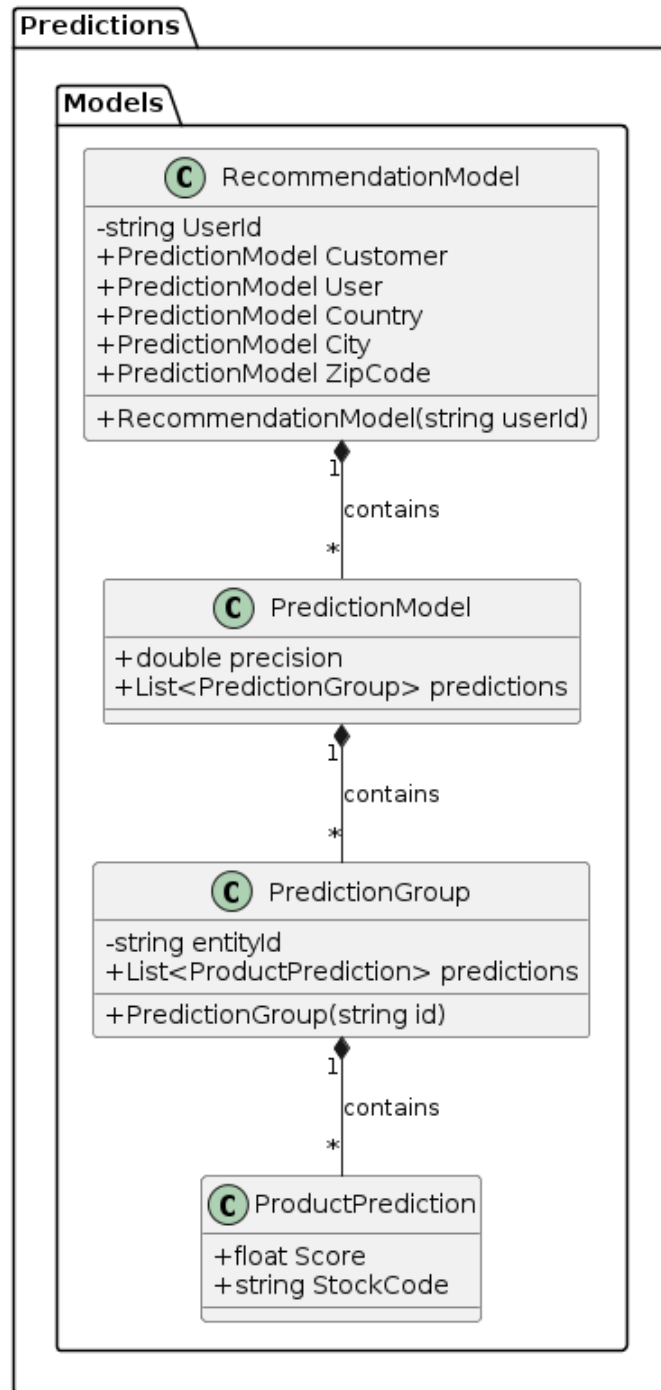 Predictions
Models
C RecommendationModel
-string UserId
+PredictionModel Customer
+PredictionModel User
+PredictionModel Country
+PredictionModel City
+PredictionModel ZipCode
+RecommendationModel(string userId)
1
contains
*
C PredictionModel
+double precision
+List<PredictionGroup> predictions
1
contains
*
C PredictionGroup
-string entityId
+List<ProductPrediction> predictions
+PredictionGroup(string id)
1
contains
*
C ProductPrediction
+float Score
+string StockCode